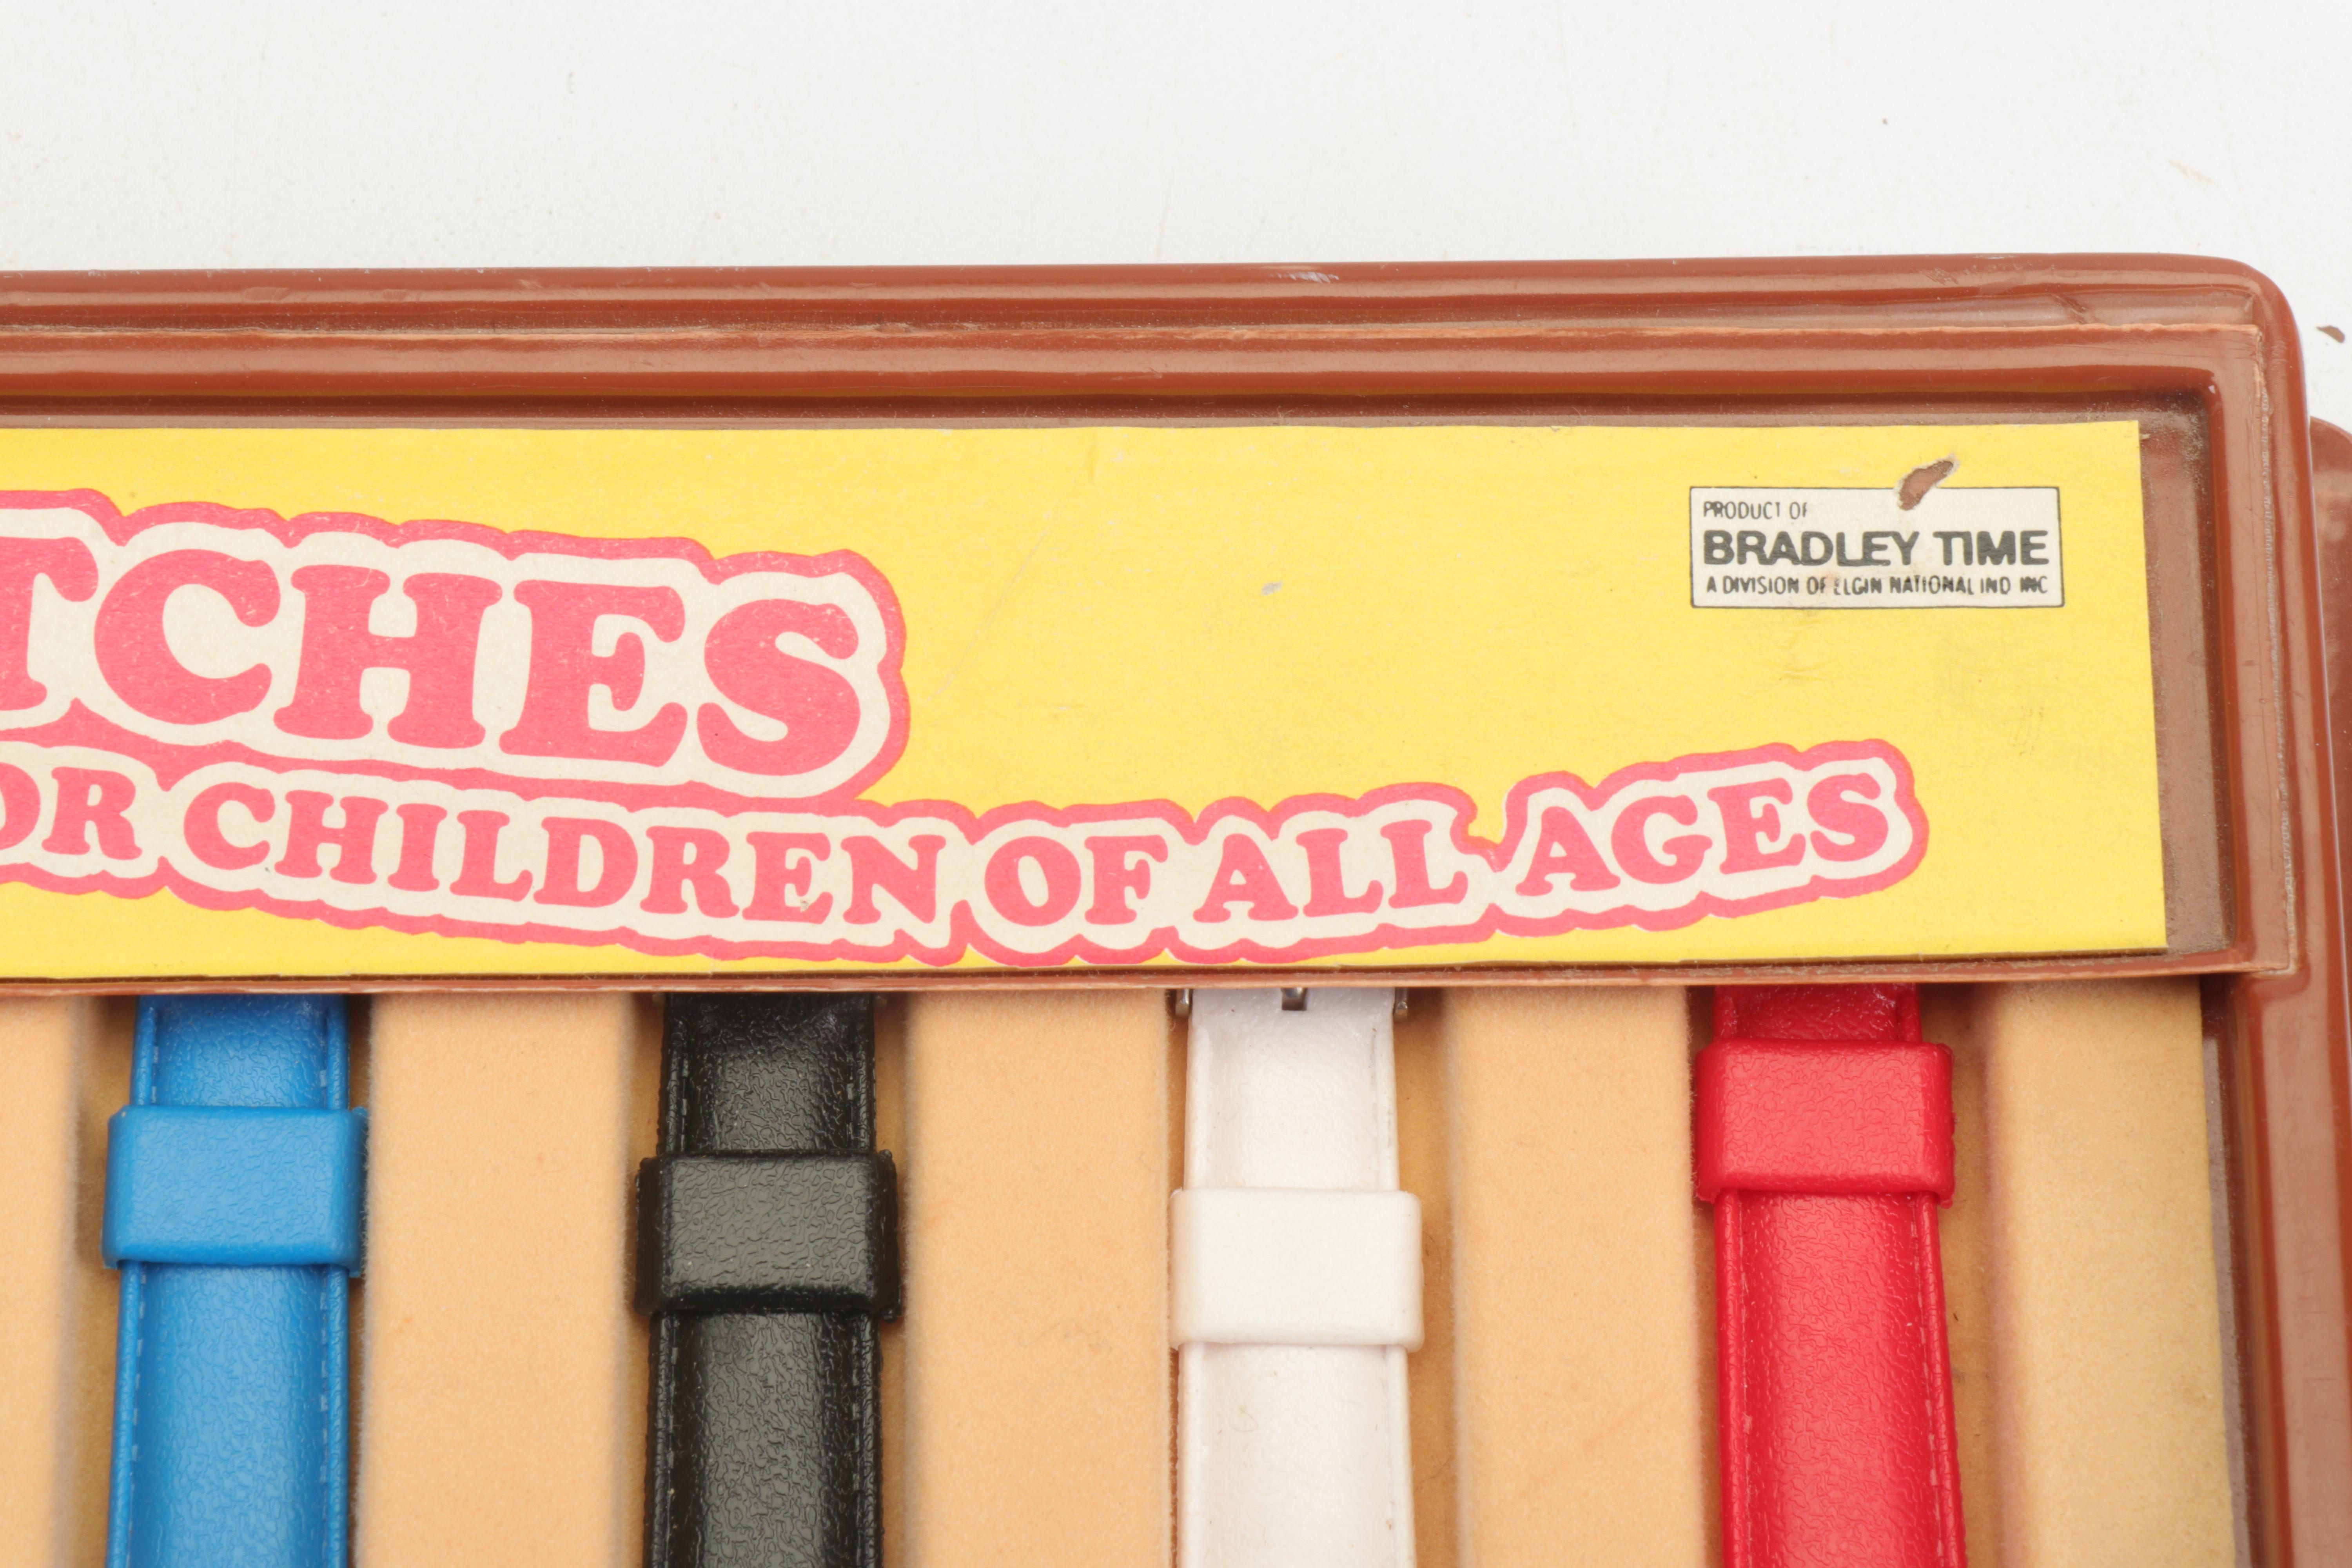 TCHES
OR CHILDREN OF ALL AGES
PRODUCT OF
BRADLEY TIME
A DIVISION OF ELGIN NATIONAL IND INC